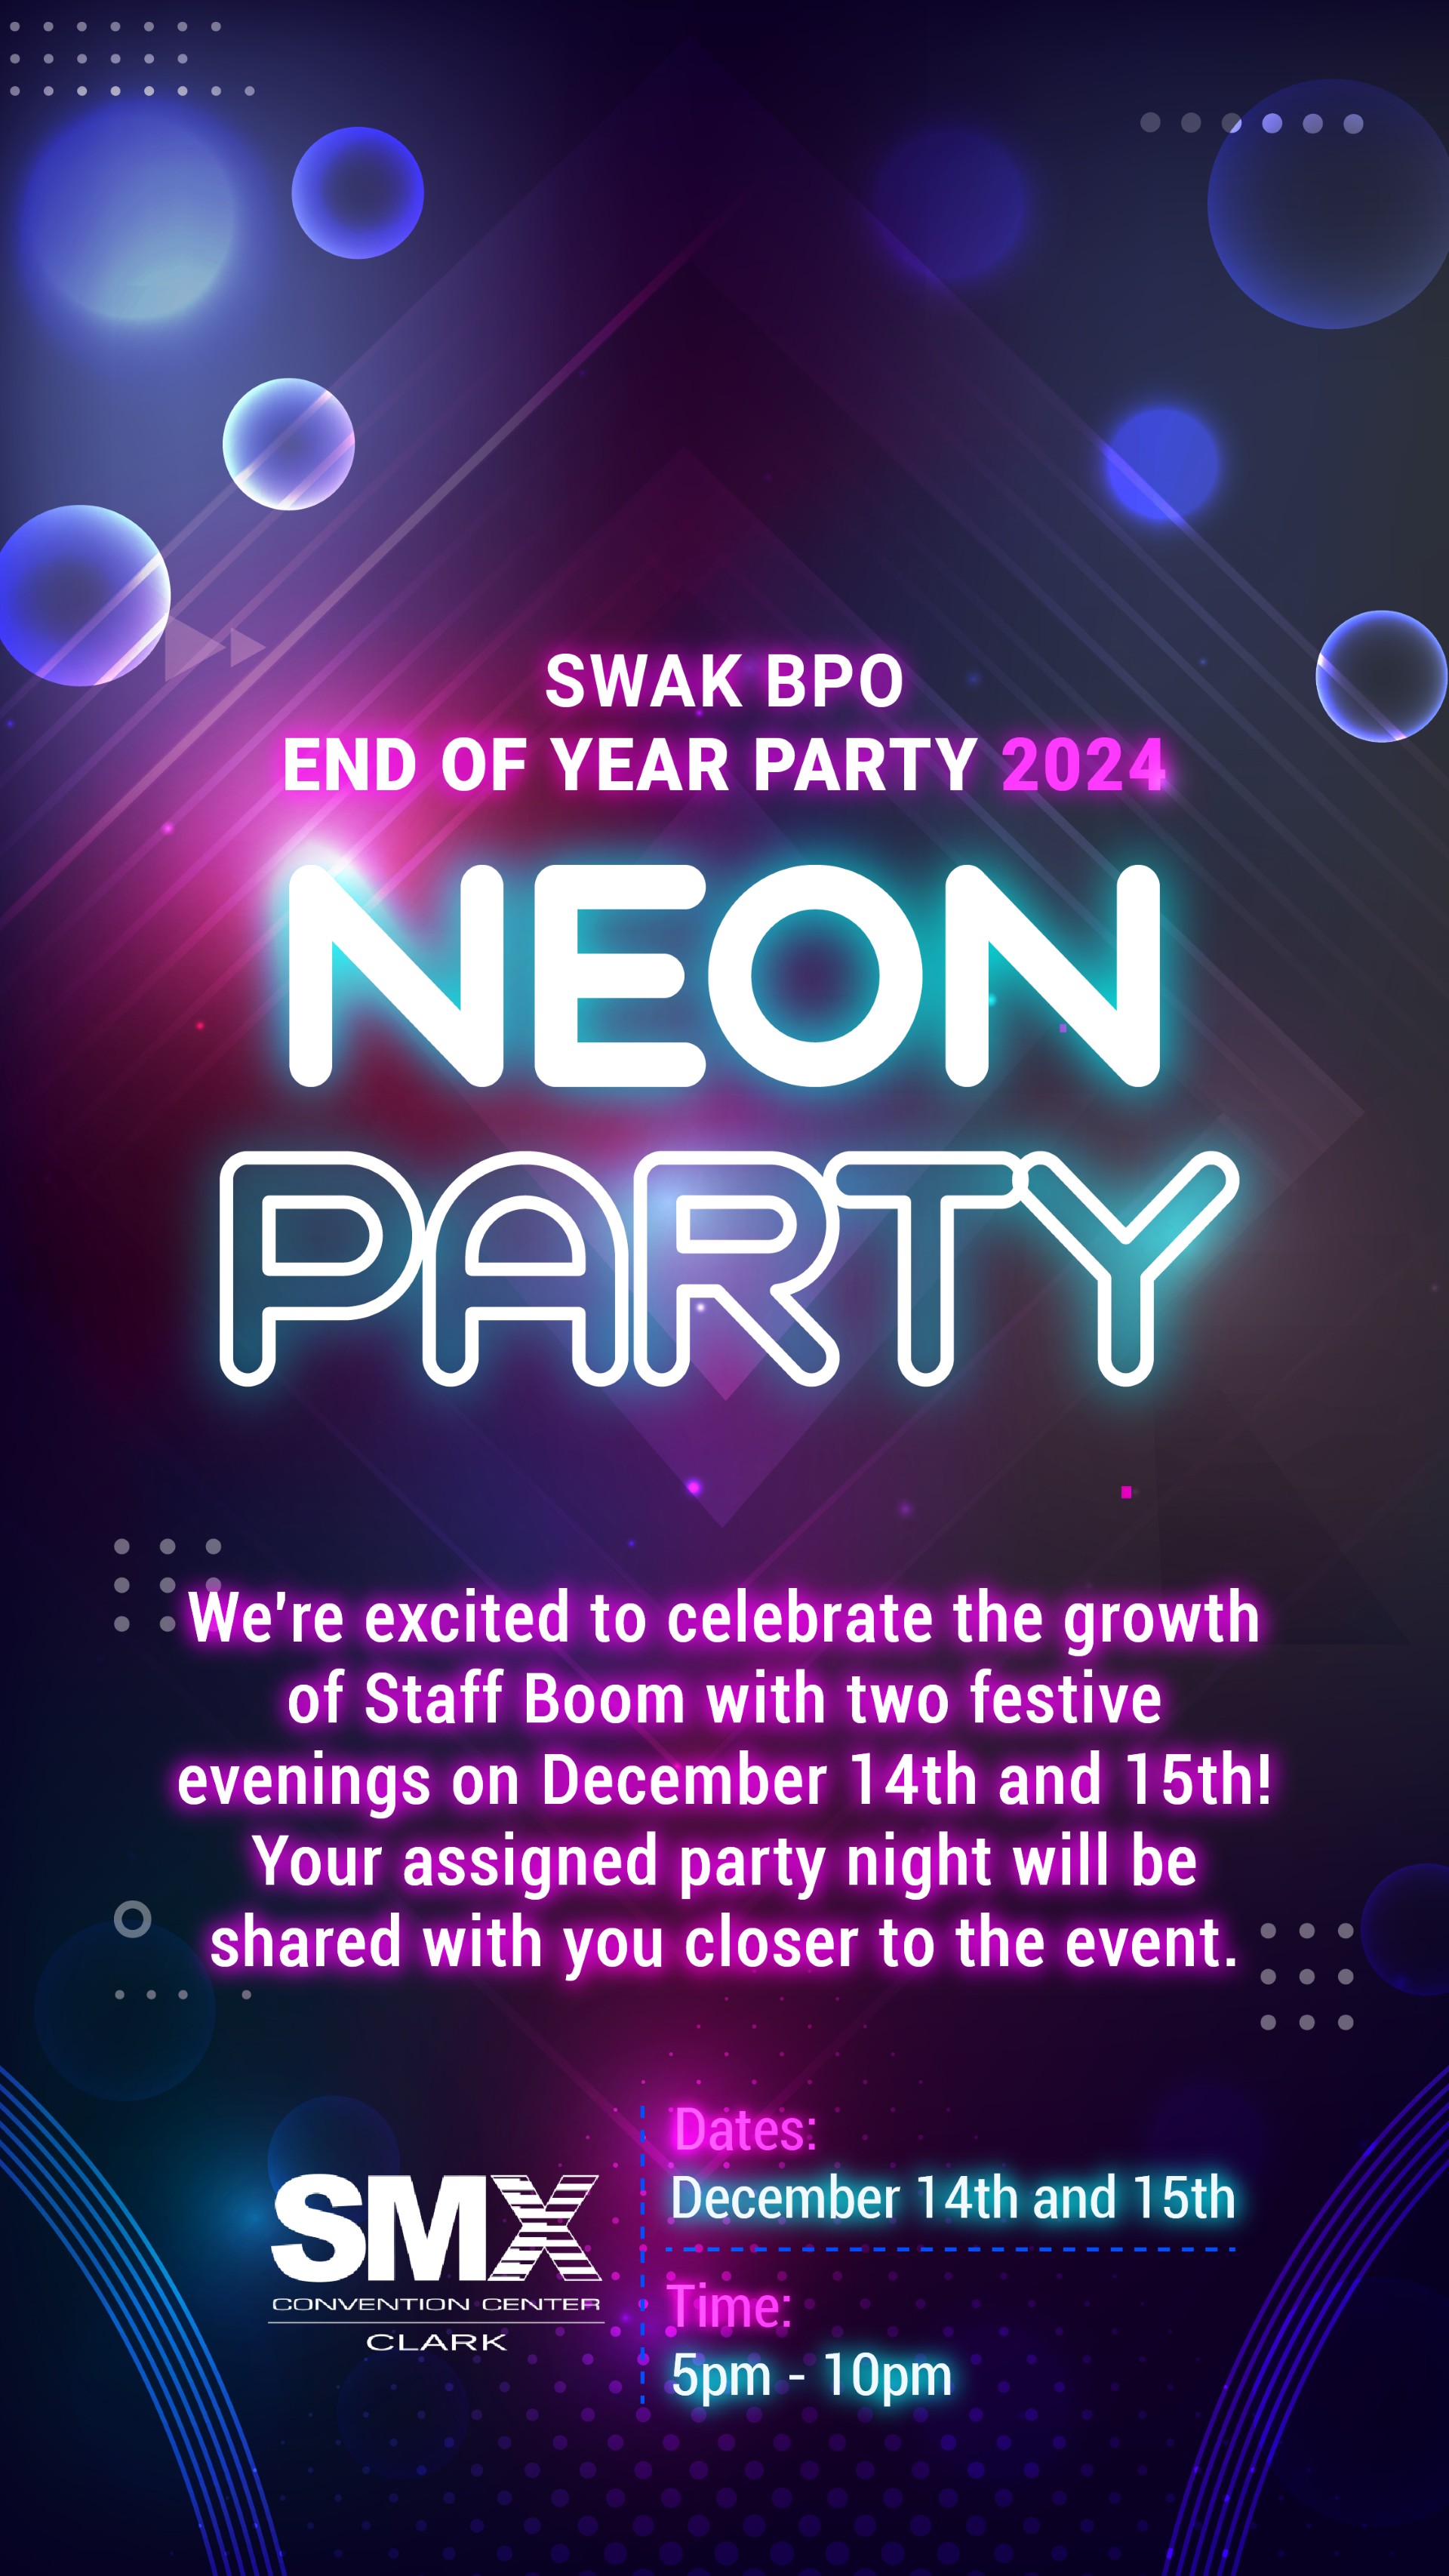 SWAK BPO
END OF YEAR PARTY 2024
NEON
PARTY
We're excited to celebrate the growth
of Staff Boom with two festive
evenings on December 14th and 15th!
Your assigned party night will be
shared with you closer to the event.
SMX
CONVENTION CENTER
CLARK
Dates:
December 14th and 15th
Time:
5pm - 10pm